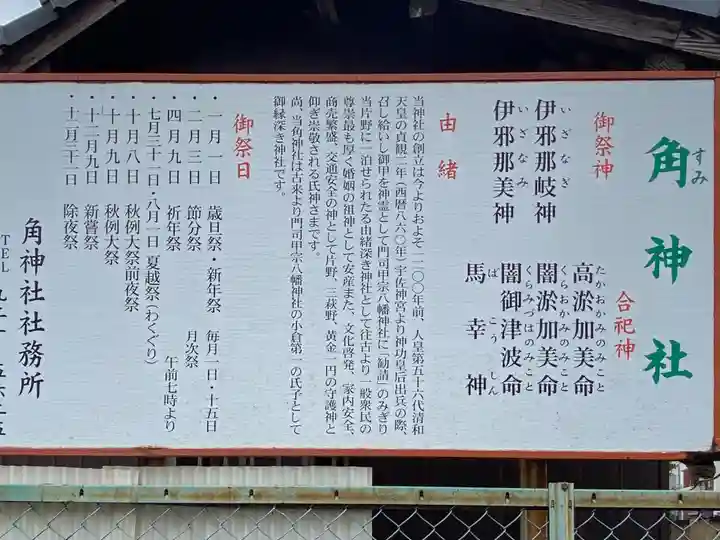 角神社
すみ
御祭神
伊邪那岐神
いざなぎ
伊邪那美神
いざなみ
合祀神
高淤加美命
たかおかみのみこと
闇淤加美命
くらおかみのみこと
闇御津波命
くらみづはのみこと
馬幸神
ばこうしん
由緒
当神社の創立は今よりおよそ一二〇〇年前、人皇第五十六代清和
天皇の貞観二年(西暦八六〇年)宇佐神宮より神功皇后出兵の際、
召し給いし御甲を神霊として門司甲宗八幡神社に「勧請」のみぎり
当片野に一泊せられたる由緒深き神社として往古より一般衆民の
尊崇最も厚く婚姻の祖神として安産また、文化啓発、家内安全、
商売繁盛、交通安全の神として片野、三萩野、黄金一円の守護神と
仰ぎ崇敬される氏神さまです。
尚、当角神社は古来より門司甲宗八幡神社の小倉第一の氏子として
御縁深き神社です。
御祭日
・一月一日 歳旦祭・新年祭 毎月一日・十五日
・二月三日 節分祭 月次祭
・四月九日 祈年祭 午前七時より
・七月三十一日・八月一日 夏越祭(わくぐり)
・十月八日 秋例大祭前夜祭
・十月九日 秋例大祭
・十二月九日 新嘗祭
・十二月三十一日 除夜祭
角神社社務所
TEL